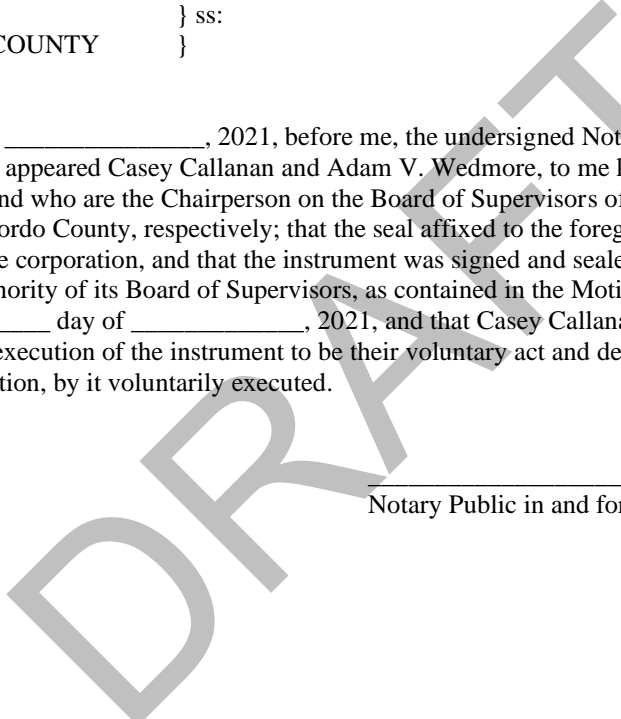 } ss:
COUNTY }
_______________, 2021, before me, the undersigned Not
appeared Casey Callanan and Adam V. Wedmore, to me k
nd who are the Chairperson on the Board of Supervisors of
ordo County, respectively; that the seal affixed to the foreg
e corporation, and that the instrument was signed and seale
hority of its Board of Supervisors, as contained in the Moti
____ day of _____________, 2021, and that Casey Callana
execution of the instrument to be their voluntary act and de
tion, by it voluntarily executed.
___________________
Notary Public in and for
DRAFT